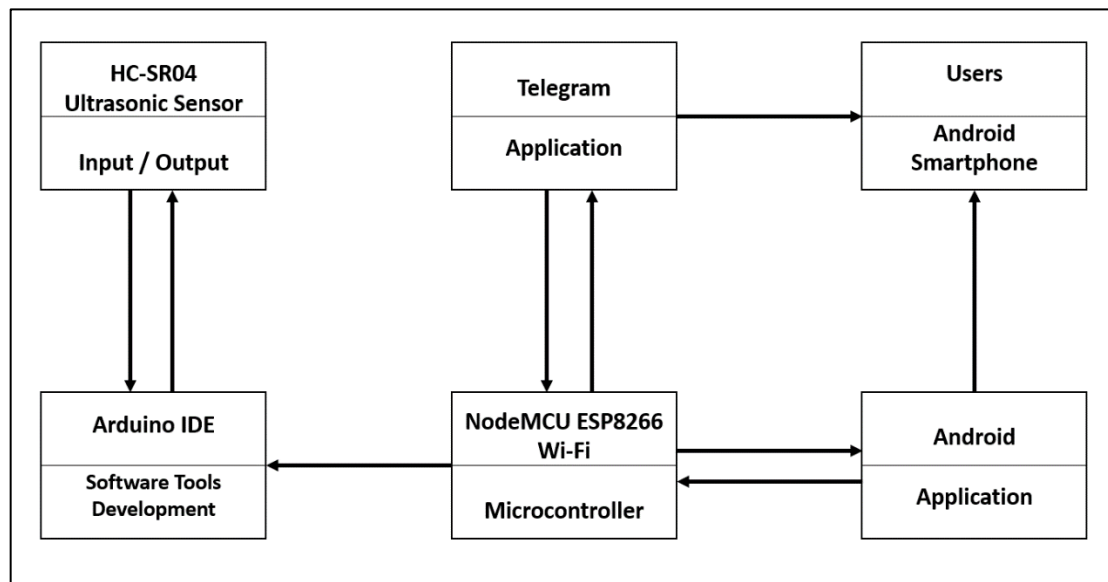 HC-SR04
Ultrasonic Sensor
Input / Output
Telegram
Application
Users
Android
Smartphone
Arduino IDE
Software Tools
Development
NodeMCU ESP8266
Wi-Fi
Microcontroller
Android
Application